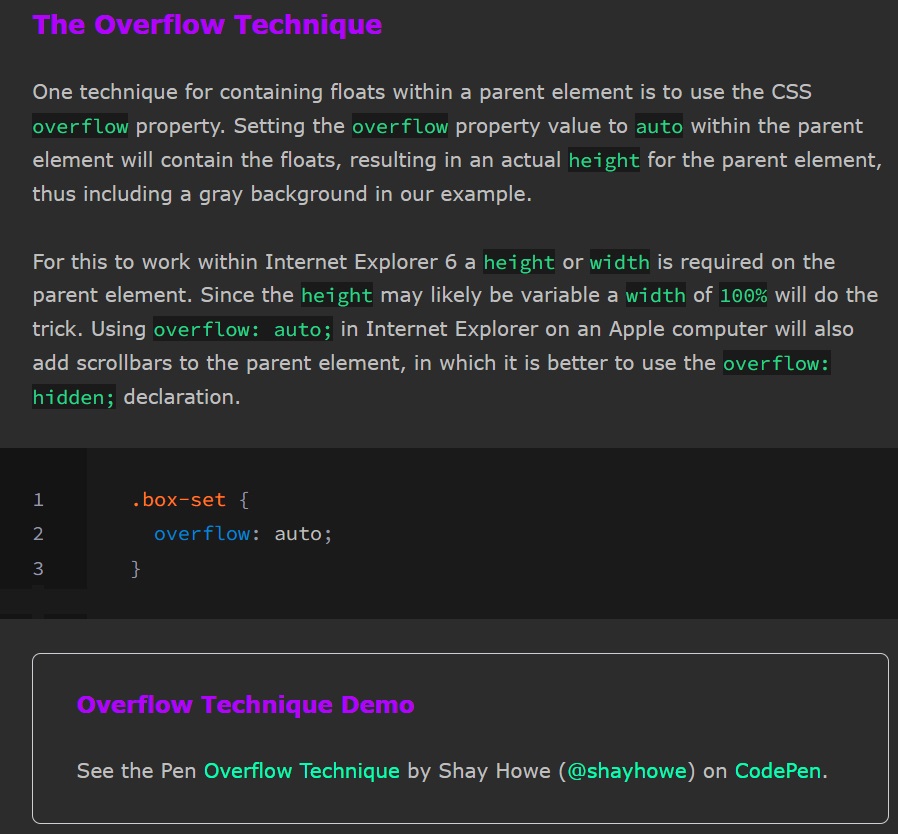 The Overflow Technique
One technique for containing floats within a parent element is to use the CSS
overflow property. Setting the overflow property value to auto within the parent
element will contain the floats, resulting in an actual height for the parent element,
thus including a gray background in our example.
For this to work within Internet Explorer 6 a height or width is required on the
parent element. Since the height may likely be variable a width of 100% will do the
trick. Using overflow: auto; in Internet Explorer on an Apple computer will also
add scrollbars to the parent element, in which it is better to use the overflow:
hidden; declaration.
1 .box-set {
2 overflow: auto;
3 }
Overflow Technique Demo
See the Pen Overflow Technique by Shay Howe (@shayhowe) on CodePen.